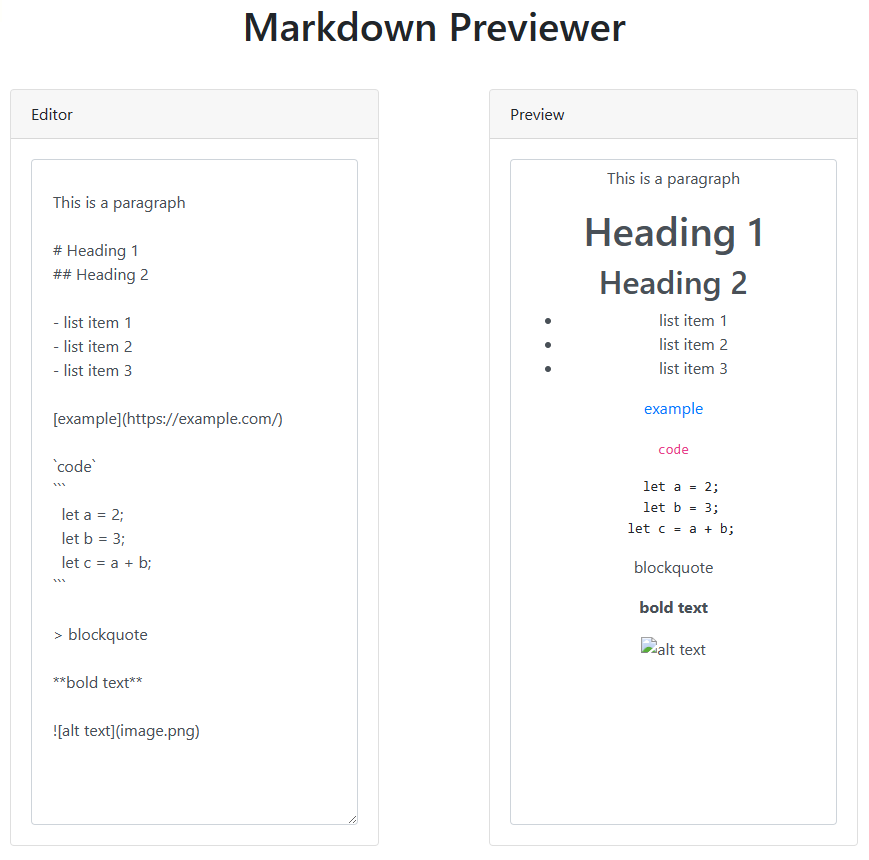 Markdown Previewer
Editor
This is a paragraph
# Heading 1
## Heading 2
- list item 1
- list item 2
- list item 3
[example](https://example.com/)
`code`
```
let a = 2;
let b = 3;
let c = a + b;
```
> blockquote
**bold text**
![alt text](image.png)
Preview
This is a paragraph
Heading 1
Heading 2
• list item 1
• list item 2
• list item 3
example
code
let a = 2;
let b = 3;
let c = a + b;
blockquote
bold text
alt text